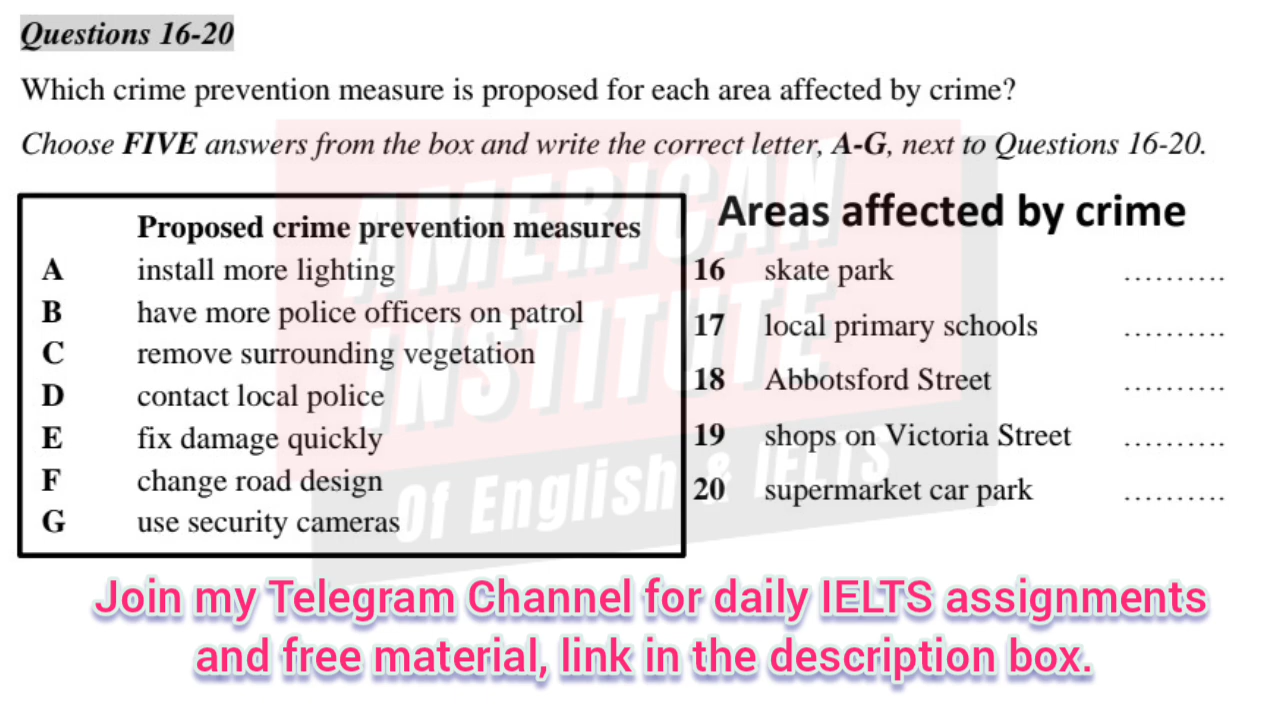 Questions 16-20
Which crime prevention measure is proposed for each area affected by crime?
Choose FIVE answers from the box and write the correct letter, A-G, next to Questions 16-20.
Proposed crime prevention measures
A install more lighting
B have more police officers on patrol
C remove surrounding vegetation
D contact local police
E fix damage quickly
F change road design
G use security cameras
Areas affected by crime
16 skate park ..........
17 local primary schools ..........
18 Abbotsford Street ..........
19 shops on Victoria Street ..........
20 supermarket car park ..........
AMERICAN
INSTITUTE
Of English & IELTS
Join my Telegram Channel for daily IELTS assignments
and free material, link in the description box.